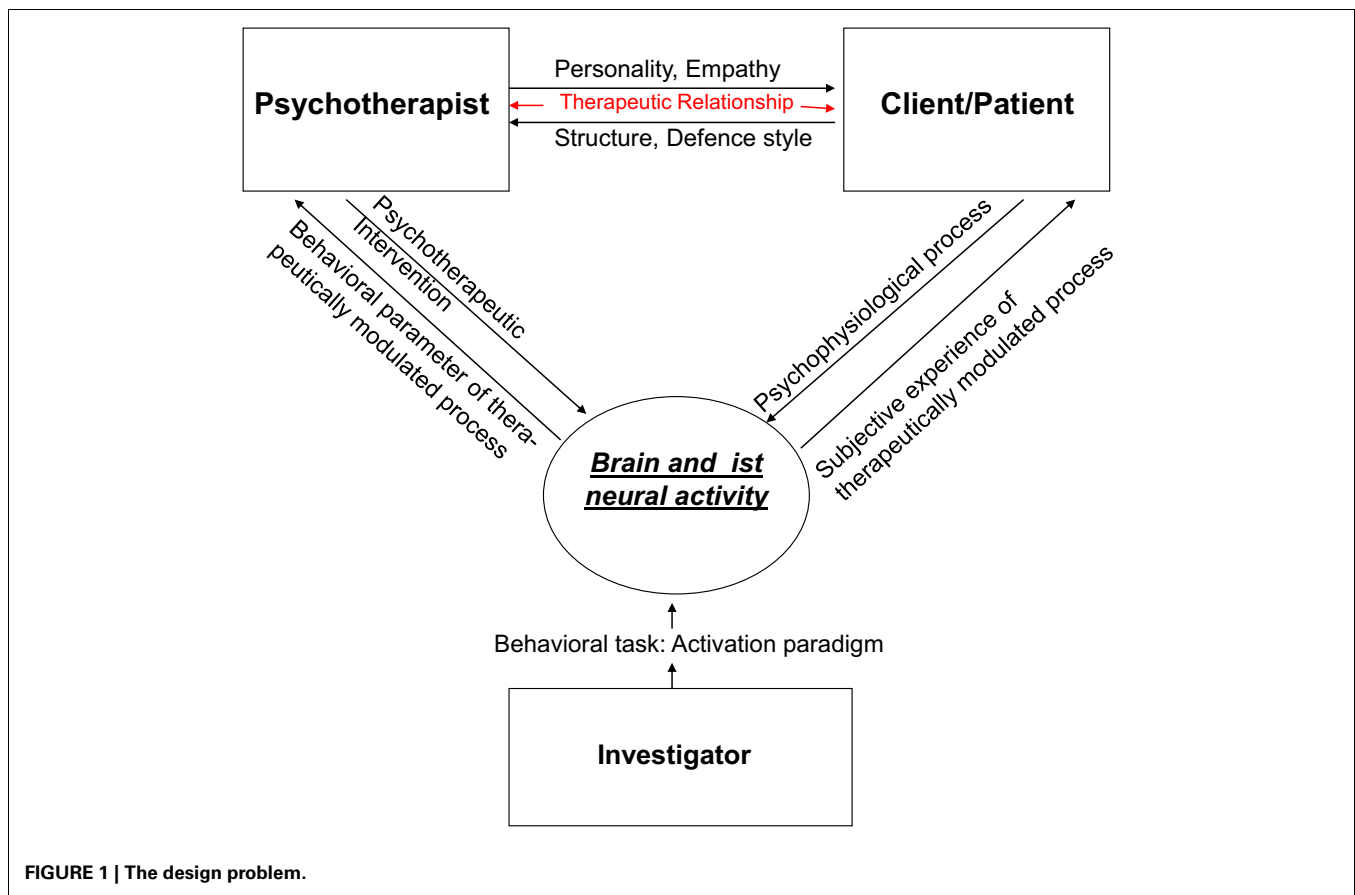 Psychotherapist
Personality, Empathy
Therapeutic Relationship
Structure, Defence style
Client/Patient
Psychotherapeutic
Intervention
Behavioral parameter of thera-
peutically modulated process
Psychophysiological process
Subjective experience of
therapeutically modulated process
Brain and ist
neural activity
Behavioral task: Activation paradigm
Investigator
FIGURE 1 | The design problem.